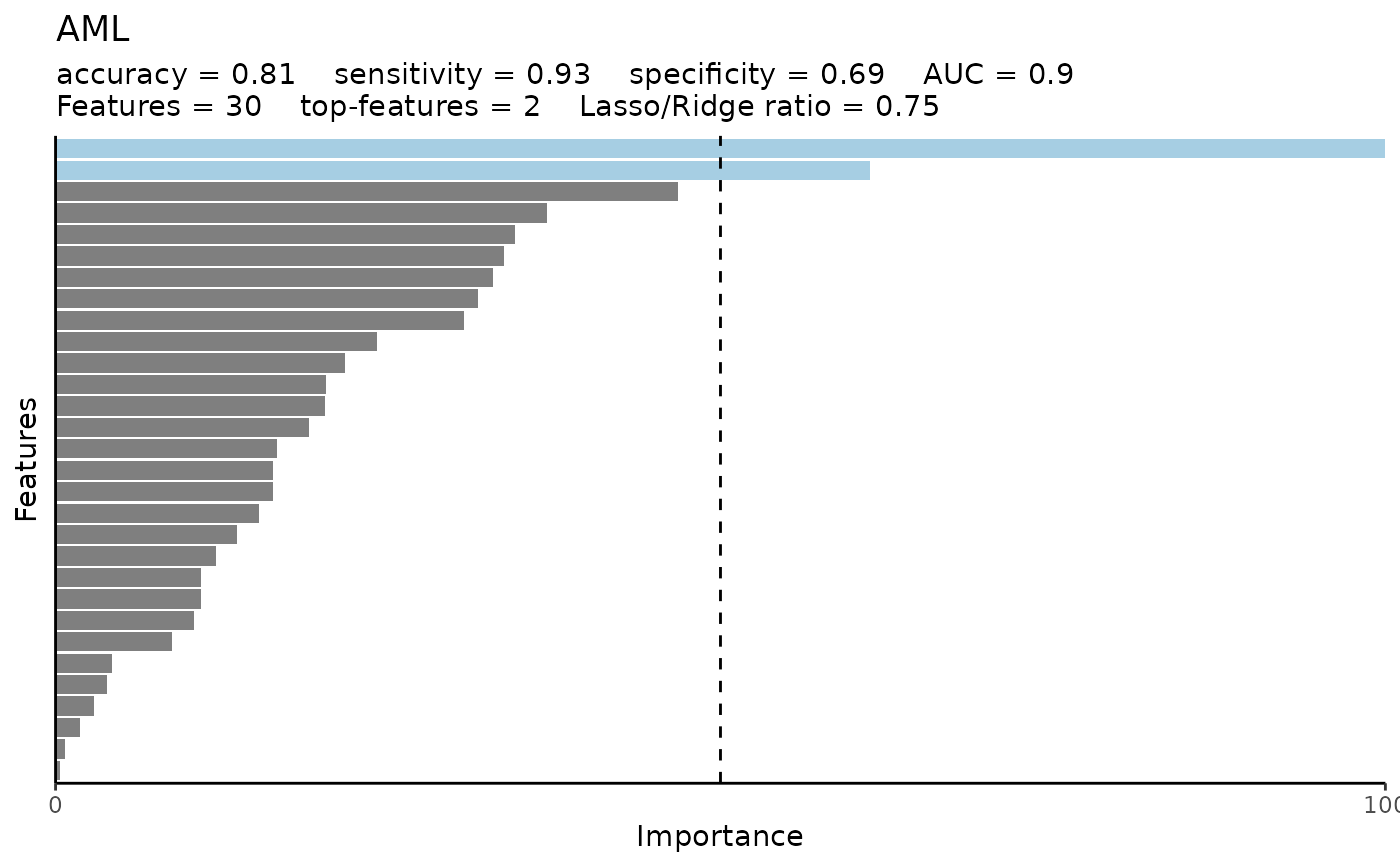 AML
accuracy = 0.81 sensitivity = 0.93 specificity = 0.69 AUC = 0.9
Features = 30 top-features = 2 Lasso/Ridge ratio = 0.75
Features
0 100
Importance